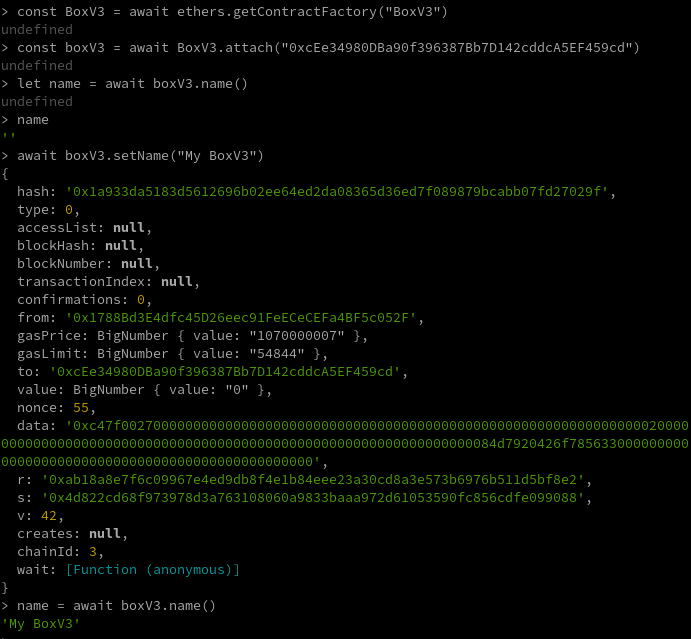 > const BoxV3 = await ethers.getContractFactory("BoxV3")
undefined
> const boxV3 = await BoxV3.attach("0xcEe34980DBa90f396387Bb7D142cddcA5EF459cd")
undefined
> let name = await boxV3.name()
undefined
> name
''
> await boxV3.setName("My BoxV3")
{
  hash: '0x1a933da5183d5612696b02ee64ed2da08365d36ed7f089879bcabb07fd27029f',
  type: 0,
  accessList: null,
  blockHash: null,
  blockNumber: null,
  transactionIndex: null,
  confirmations: 0,
  from: '0x1788Bd3E4dfc45D26eec91FeECeCEFa4BF5c052F',
  gasPrice: BigNumber { value: "1070000007" },
  gasLimit: BigNumber { value: "54844" },
  to: '0xcEe34980DBa90f396387Bb7D142cddcA5EF459cd',
  value: BigNumber { value: "0" },
  nonce: 55,
  data: '0xc47f00270000000000000000000000000000000000000000000000000000000000000020000
00000000000000000000000000000000000000000000000000000000000084d7920426f785633000000000
000000000000000000000000000000000000000',
  r: '0xab18a8e7f6c09967e4ed9db8f4e1b84eee23a30cd8a3e573b6976b511d5bf8e2',
  s: '0x4d822cd68f973978d3a763108060a9833baaa972d61053590fc856cdfe099088',
  v: 42,
  creates: null,
  chainId: 3,
  wait: [Function (anonymous)]
}
> name = await boxV3.name()
'My BoxV3'